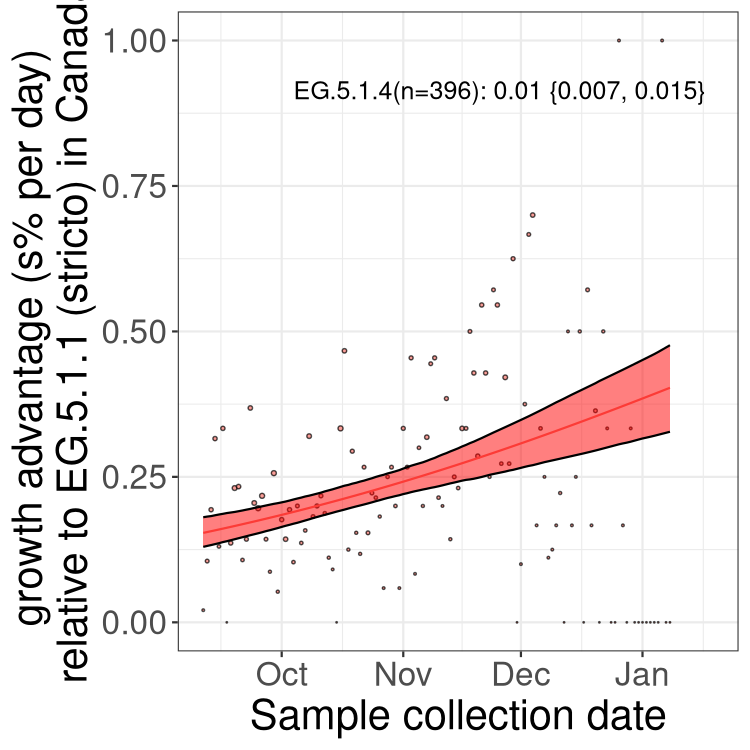 growth advantage (s% per day)
relative to EG.5.1.1 (stricto) in Canada
1.00
0.75
0.50
0.25
0.00
EG.5.1.4(n=396): 0.01 {0.007, 0.015}
Oct Nov Dec Jan
Sample collection date